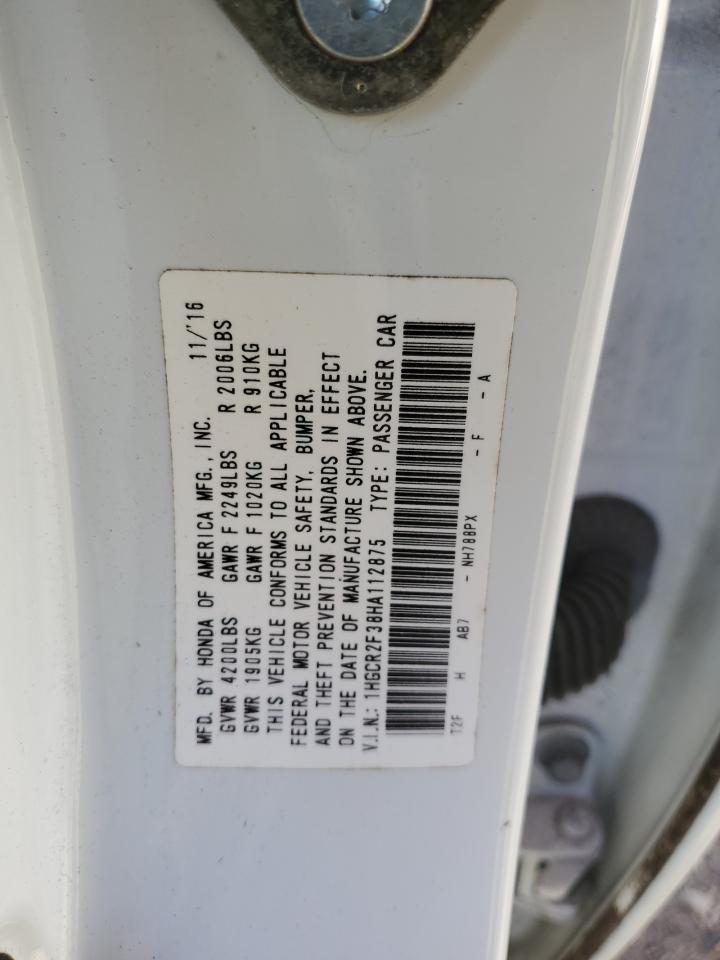 MFD. BY HONDA OF AMERICA MFG., INC. 11/'16
GVWR 4200LBS GAWR F 2249LBS R 2006LBS
GVWR 1905KG GAWR F 1020KG R 910KG
THIS VEHICLE CONFORMS TO ALL APPLICABLE
FEDERAL MOTOR VEHICLE SAFETY, BUMPER,
AND THEFT PREVENTION STANDARDS IN EFFECT
ON THE DATE OF MANUFACTURE SHOWN ABOVE.
V.I.N.: 1HGCR2F38HA112875 TYPE: PASSENGER CAR
T2F H AB7 - NH788PX - F - A